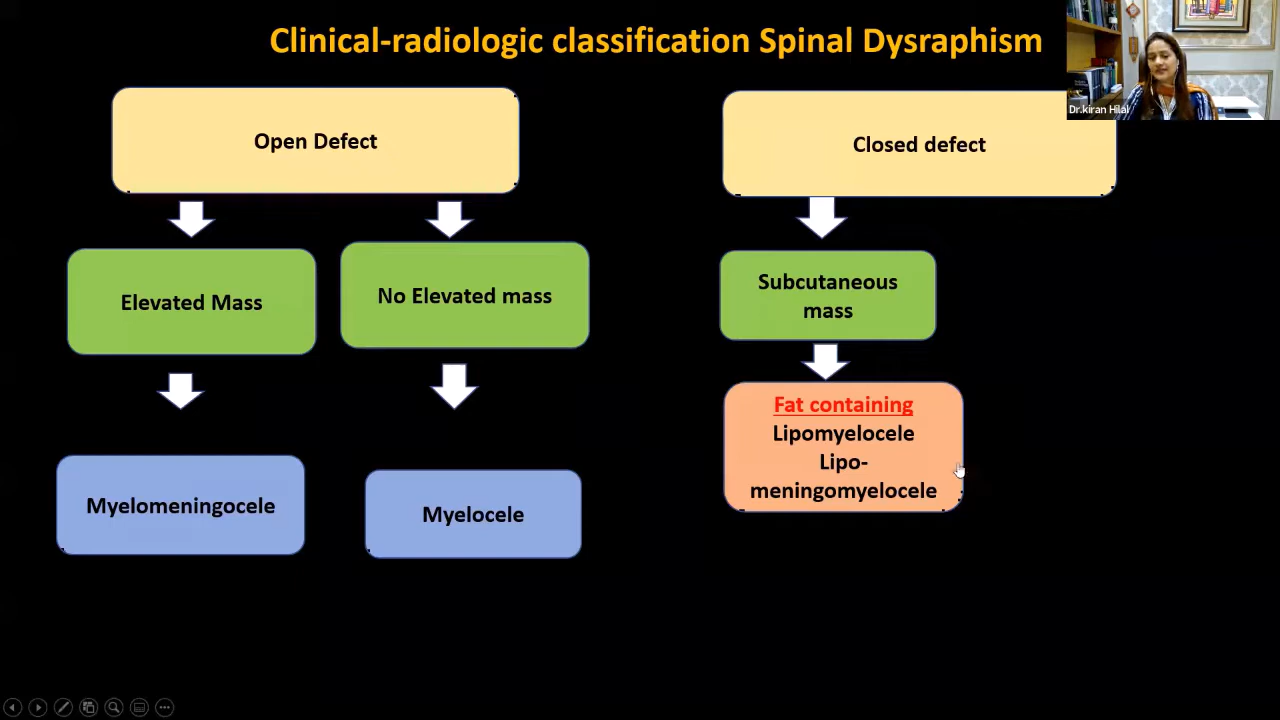 Clinical-radiologic classification Spinal Dysraphism
Dr.kiran Hilal
Open Defect
Closed defect
Elevated Mass
No Elevated mass
Subcutaneous
mass
Fat containing
Lipomyelocele
Lipo-
meningomyelocele
Myelomeningocele
Myelocele